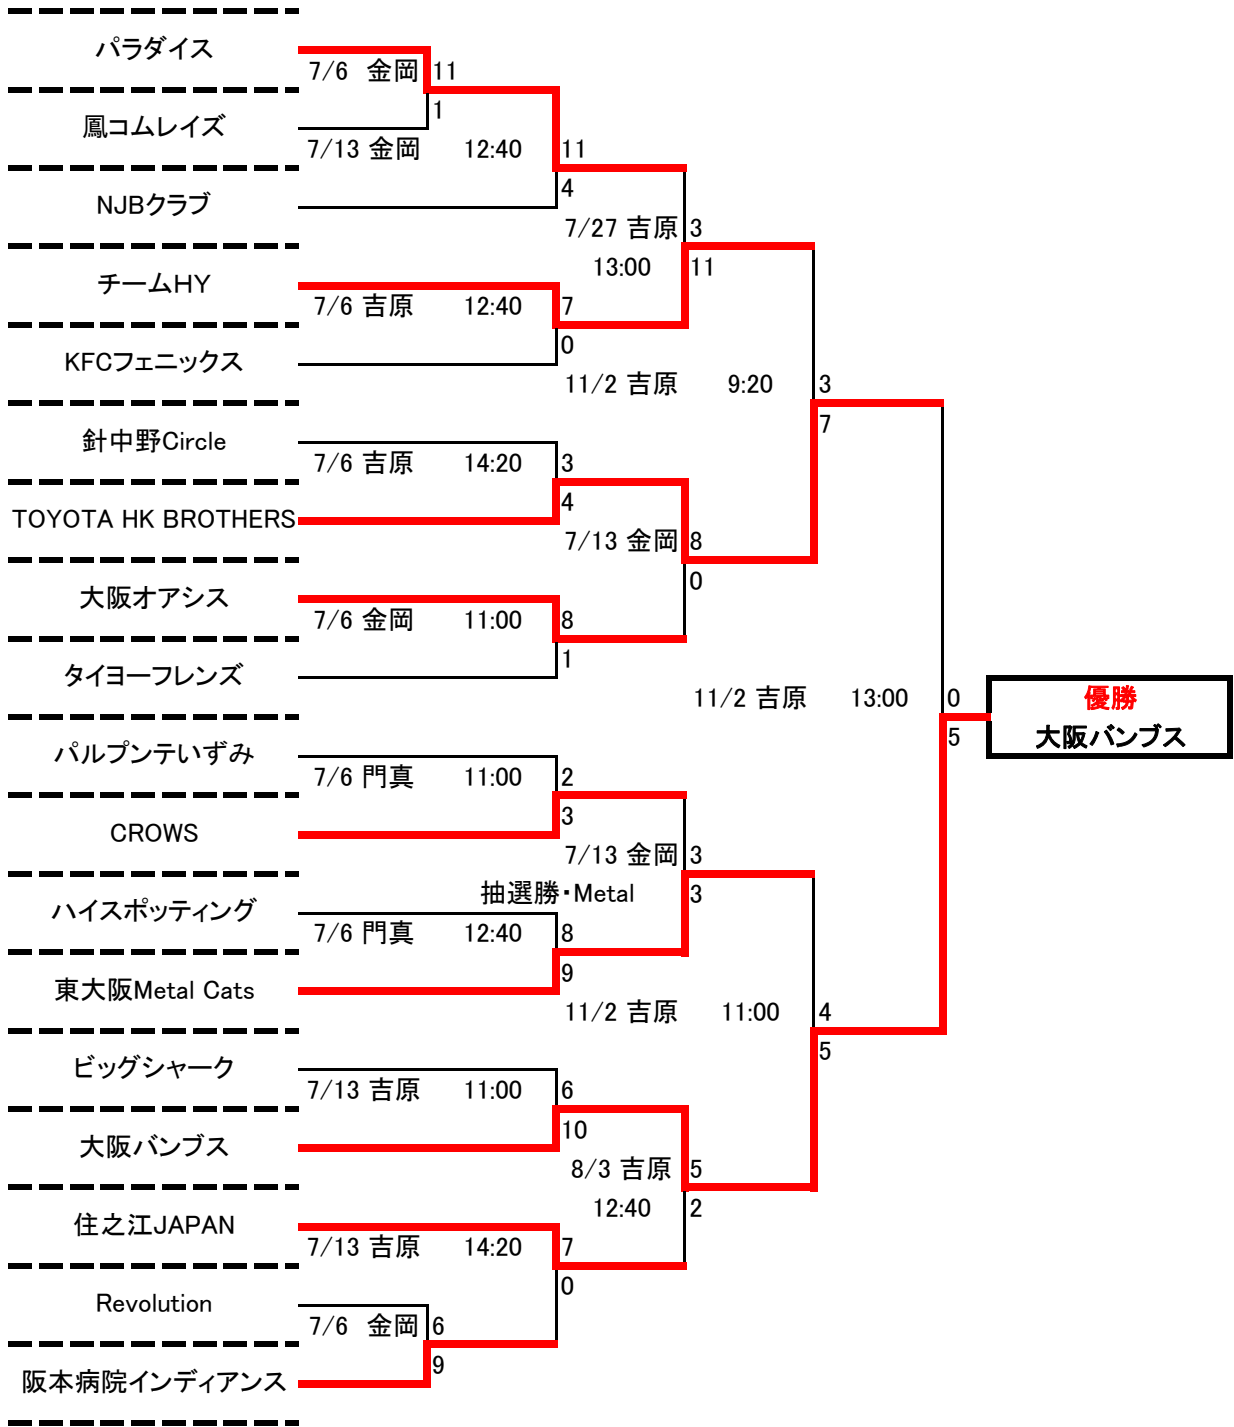 パラダイス
7/6 金岡 11
1
鳳コムレイズ
7/13 金岡 12:40 11
4
NJBクラブ
7/27 吉原 3
13:00 11
チームHY
7/6 吉原 12:40 7
0
KFCフェニックス
11/2 吉原 9:20 3
7
針中野Circle
7/6 吉原 14:20 3
4
TOYOTA HK BROTHERS
7/13 金岡 8
0
大阪オアシス
7/6 金岡 11:00 8
1
タイヨーフレンズ
11/2 吉原 13:00 0
5
優勝
大阪バンブス
パルプンテいずみ
7/6 門真 11:00 2
3
CROWS
7/13 金岡 3
抽選勝・Metal 3
ハイスポッティング
7/6 門真 12:40 8
9
東大阪Metal Cats
11/2 吉原 11:00 4
5
ビッグシャーク
7/13 吉原 11:00 6
10
大阪バンブス
8/3 吉原 5
12:40 2
住之江JAPAN
7/13 吉原 14:20 7
0
Revolution
7/6 金岡 6
9
阪本病院インディアンス